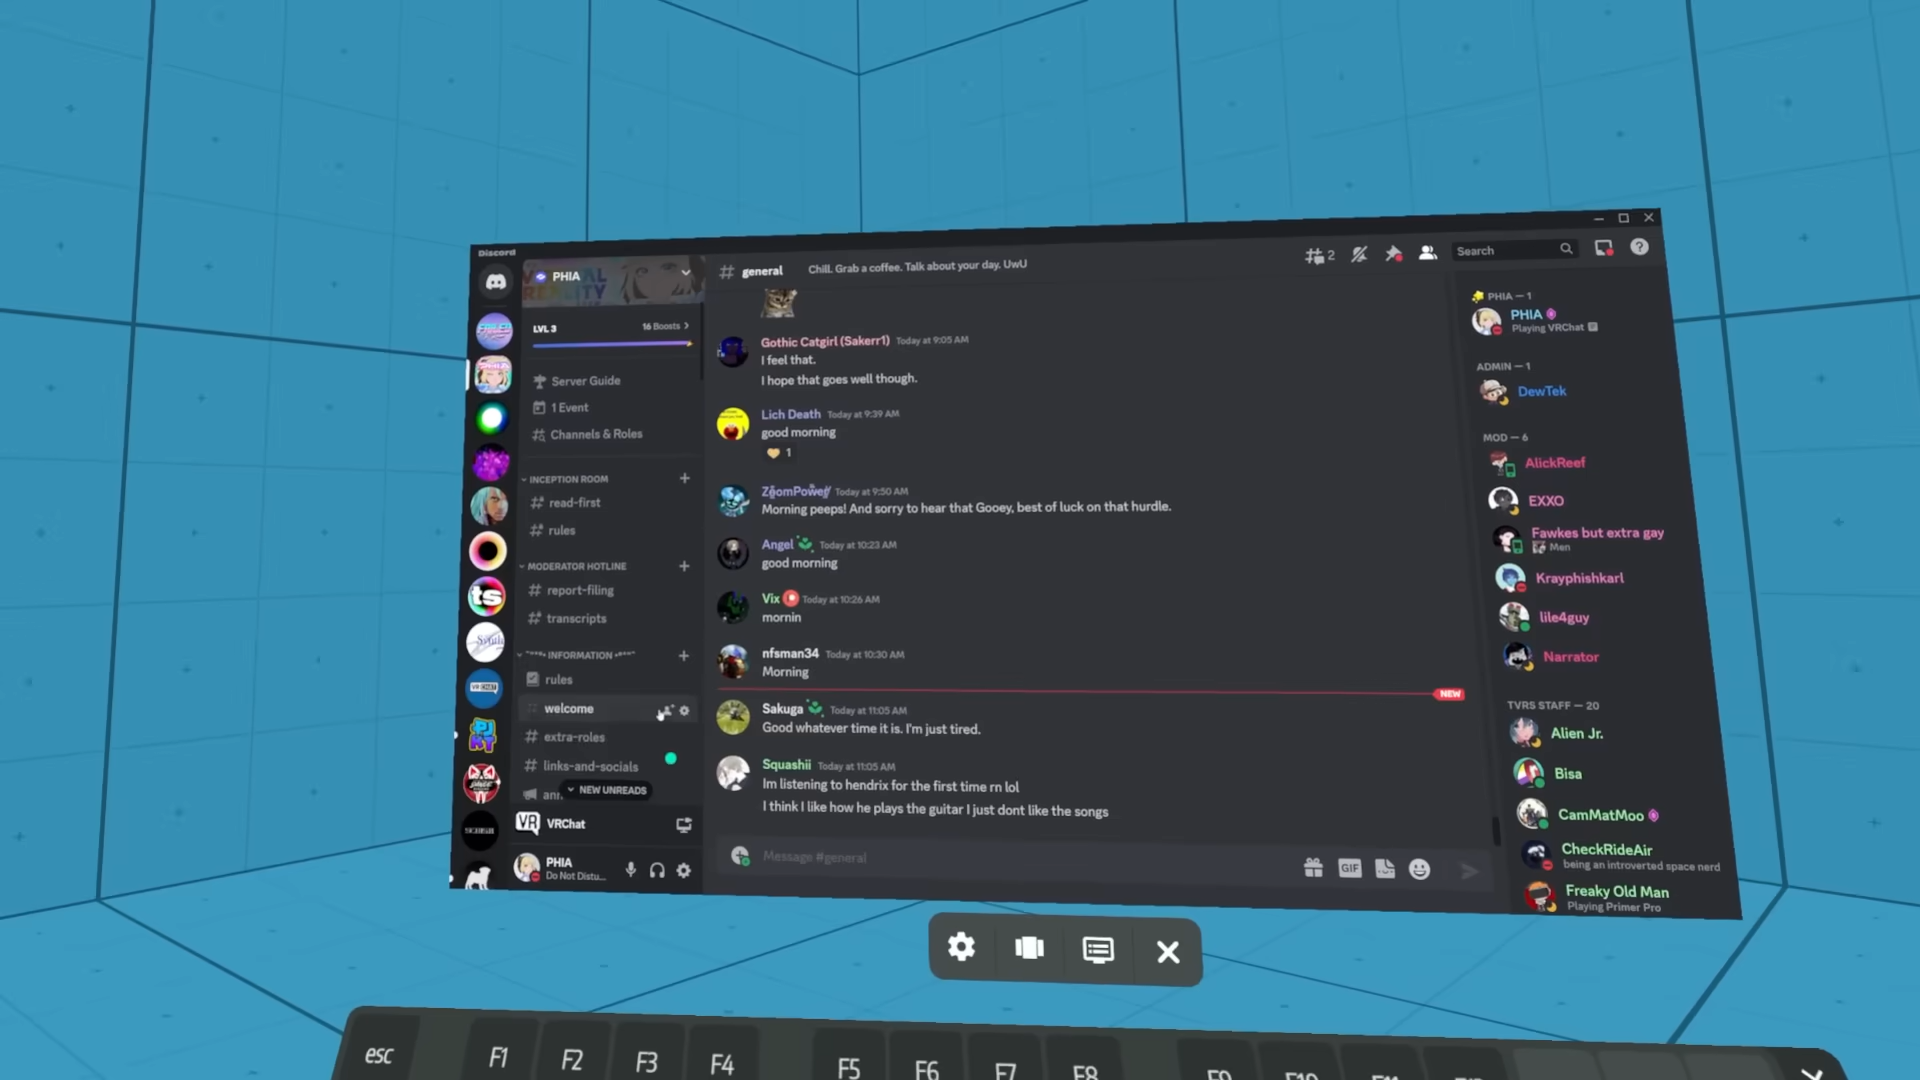 Discord
PHIA
LVL 3
16 Boosts
Server Guide
1 Event
Channels & Roles
INCEPTION ROOM
read-first
rules
MODERATOR HOTLINE
report-filing
transcripts
INFORMATION
rules
welcome
extra-roles
links-and-socials
NEW UNREADS
VRChat
PHIA
Do Not Distu...
# general
Chill. Grab a coffee. Talk about your day. UwU
2
Search
Gothic Catgirl (Sakerr1) Today at 9:05 AM
I feel that.
I hope that goes well though.
Lich Death Today at 9:39 AM
good morning
1
Today at 9:50 AM
Morning peeps! And sorry to hear that Gooey, best of luck on that hurdle.
Angel Today at 10:23 AM
good morning
Vix Today at 10:26 AM
mornin
nfsman34 Today at 10:30 AM
Morning
NEW
Sakuga Today at 11:05 AM
Good whatever time it is. I'm just tired.
Squashii Today at 11:05 AM
Im listening to hendrix for the first time rn lol
I think I like how he plays the guitar I just dont like the songs
Message #general
GIF
PHIA — 1
PHIA
Playing VRChat
ADMIN — 1
DewTek
MOD — 6
AlickReef
EXXO
Fawkes but extra gay
Men
Krayphishkarl
lile4guy
Narrator
TVRS STAFF — 20
Alien Jr.
Bisa
CamMatMoo
CheckRideAir
being an introverted space nerd
Freaky Old Man
Playing Primer Pro
esc F1 F2 F3 F4 F5 F6 F7 F8 F9 F10